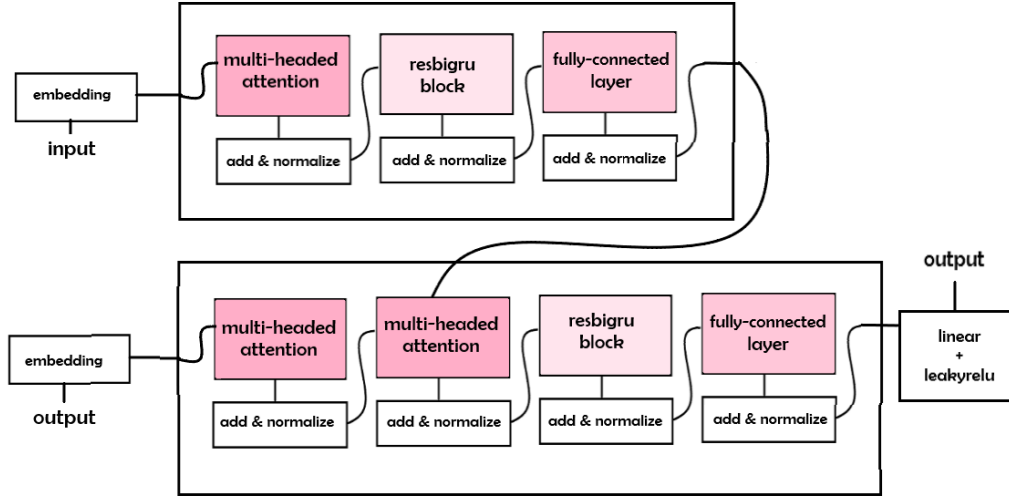 multi-headed
attention
resbigru
block
fully-connected
layer
embedding
input
add & normalize
add & normalize
add & normalize
output
multi-headed
attention
multi-headed
attention
resbigru
block
fully-connected
layer
linear
+
leakyrelu
embedding
output
add & normalize
add & normalize
add & normalize
add & normalize